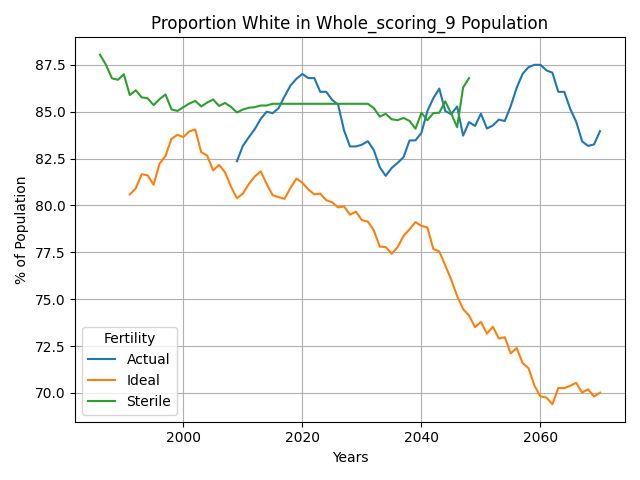 Proportion White in Whole_scoring_9 Population
% of Population
87.5
85.0
82.5
80.0
77.5
75.0
72.5
70.0
Fertility
Actual
Ideal
Sterile
2000 2020 2040 2060
Years